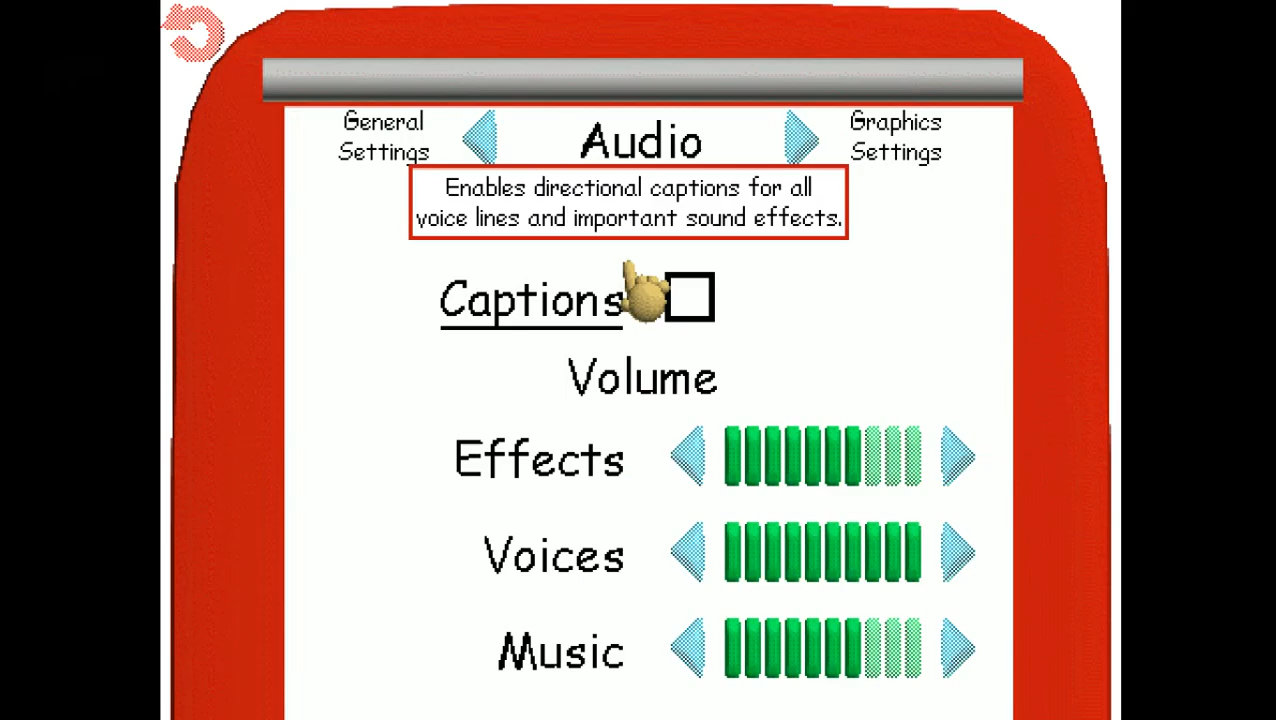 General
Settings
Audio
Graphics
Settings
Enables directional captions for all
voice lines and important sound effects.
Captions
Volume
Effects
Voices
Music